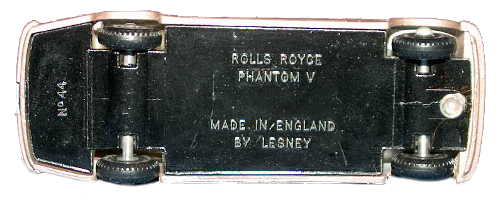 Nº 44
ROLLS ROYCE
PHANTOM V
MADE IN ENGLAND
BY LESNEY